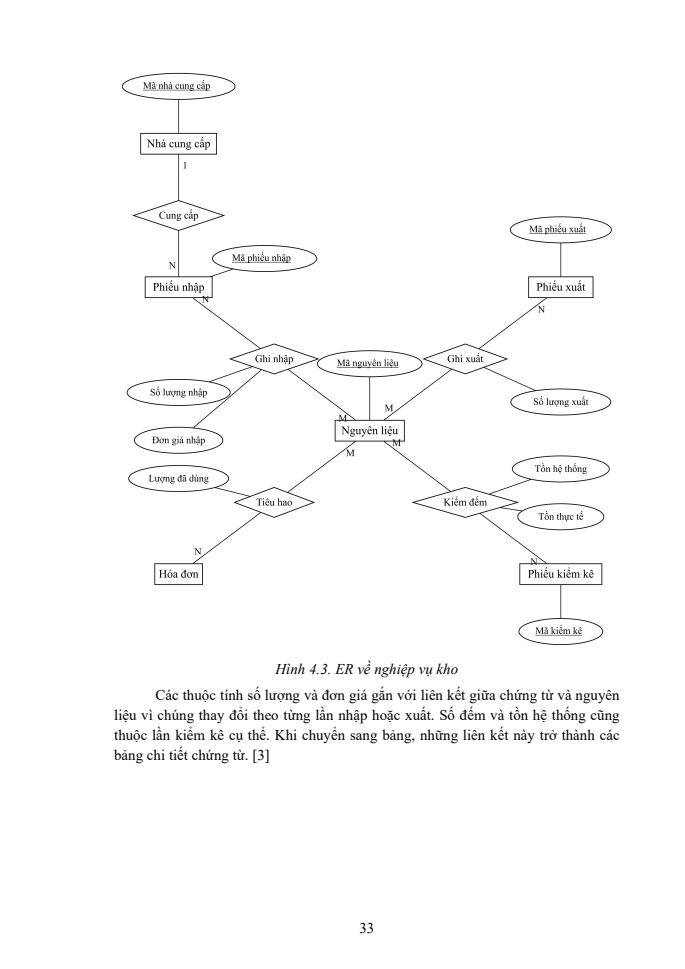 Mã nhà cung cấp
Nhà cung cấp
1
Cung cấp
Mã phiếu xuất
N
Mã phiếu nhập
Phiếu nhập
Phiếu xuất
N
N
Ghi nhập
Mã nguyên liệu
Ghi xuất
Số lượng nhập
Số lượng xuất
M
M
Nguyên liệu
Đơn giá nhập
M
M
Lượng đã dùng
Tồn hệ thống
Tiêu hao
Kiểm đếm
Tồn thực tế
N
N
Hóa đơn
Phiếu kiểm kê
Mã kiểm kê
Hình 4.3. ER về nghiệp vụ kho
Các thuộc tính số lượng và đơn giá gắn với liên kết giữa chứng từ và nguyên
liệu vì chúng thay đổi theo từng lần nhập hoặc xuất. Số đếm và tồn hệ thống cũng
thuộc lần kiểm kê cụ thể. Khi chuyển sang bảng, những liên kết này trở thành các
bảng chi tiết chứng từ. [3]
33